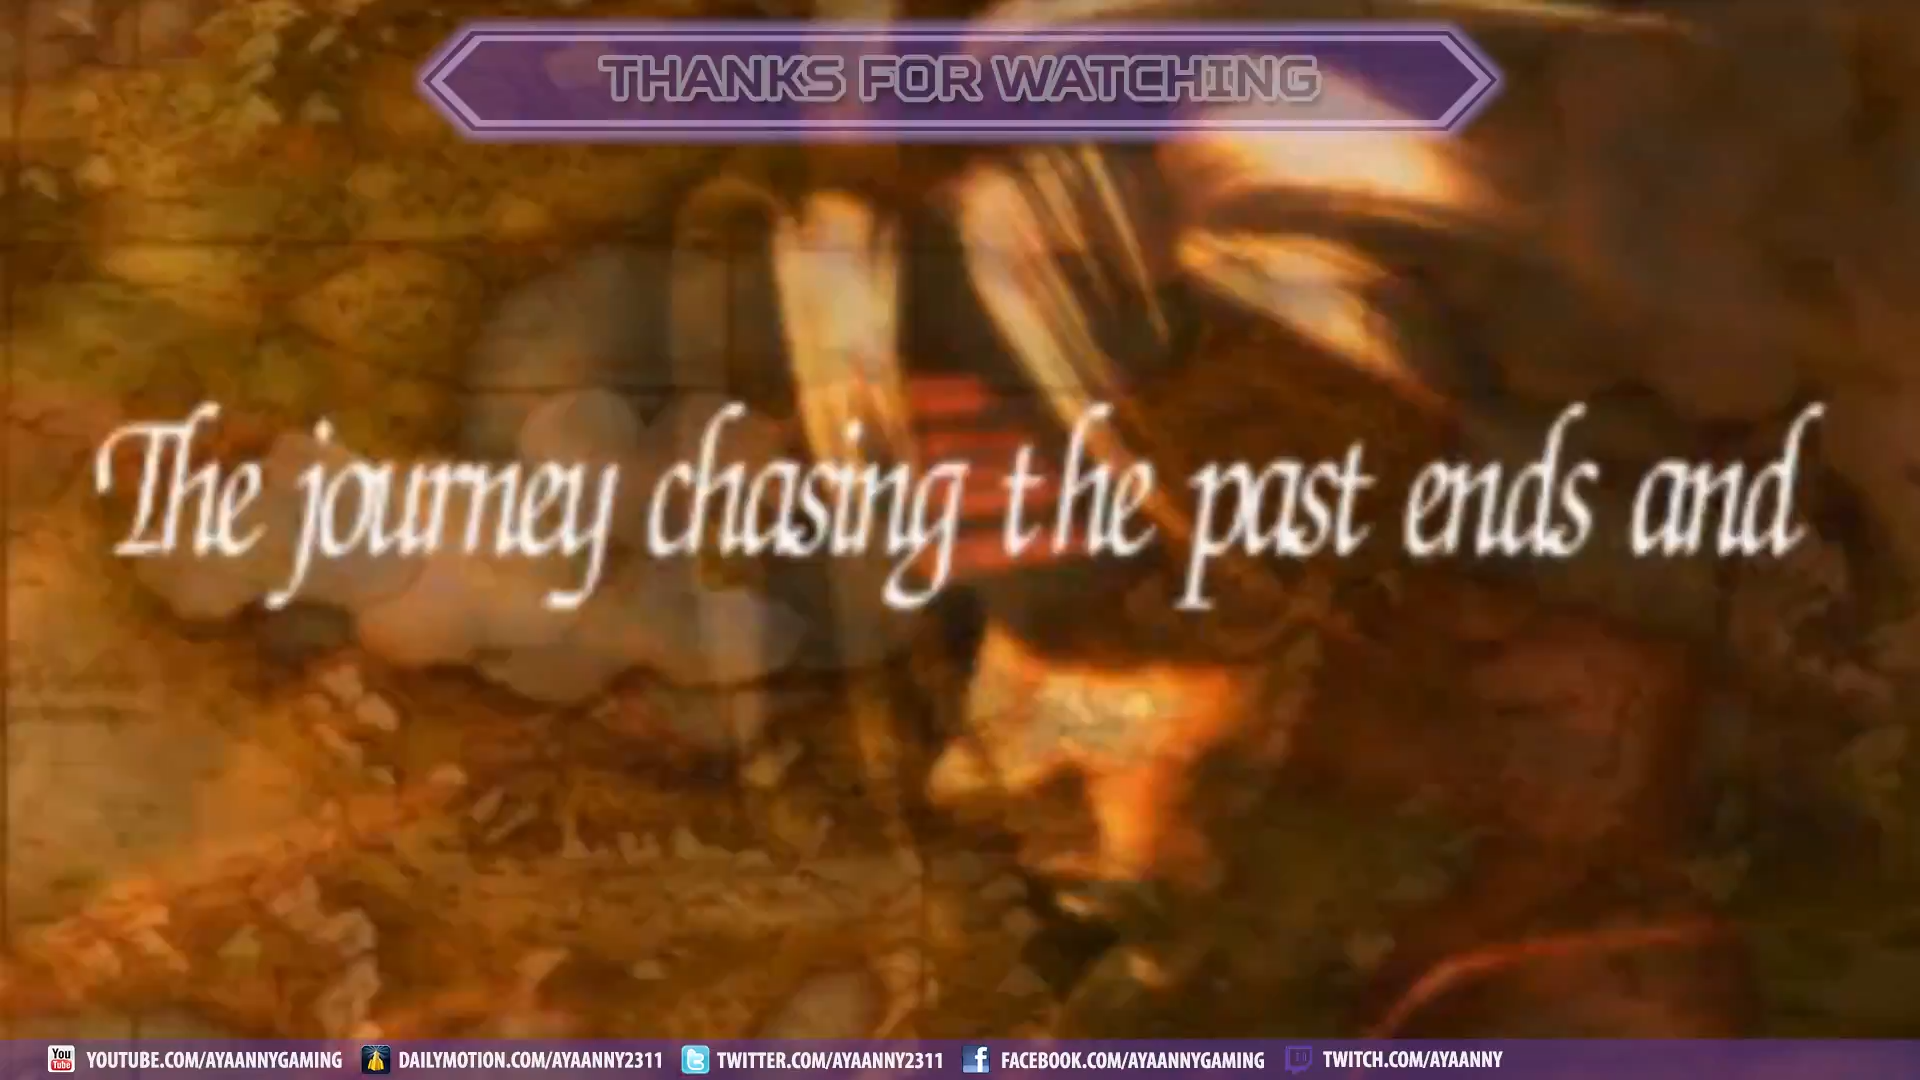 THANKS FOR WATCHING
The journey chasing the past ends and
YOUTUBE.COM/AYAANNYGAMING DAILYMOTION.COM/AYAANNY2311 TWITTER.COM/AYAANNY2311 FACEBOOK.COM/AYAANNYGAMING TWITCH.COM/AYAANNY